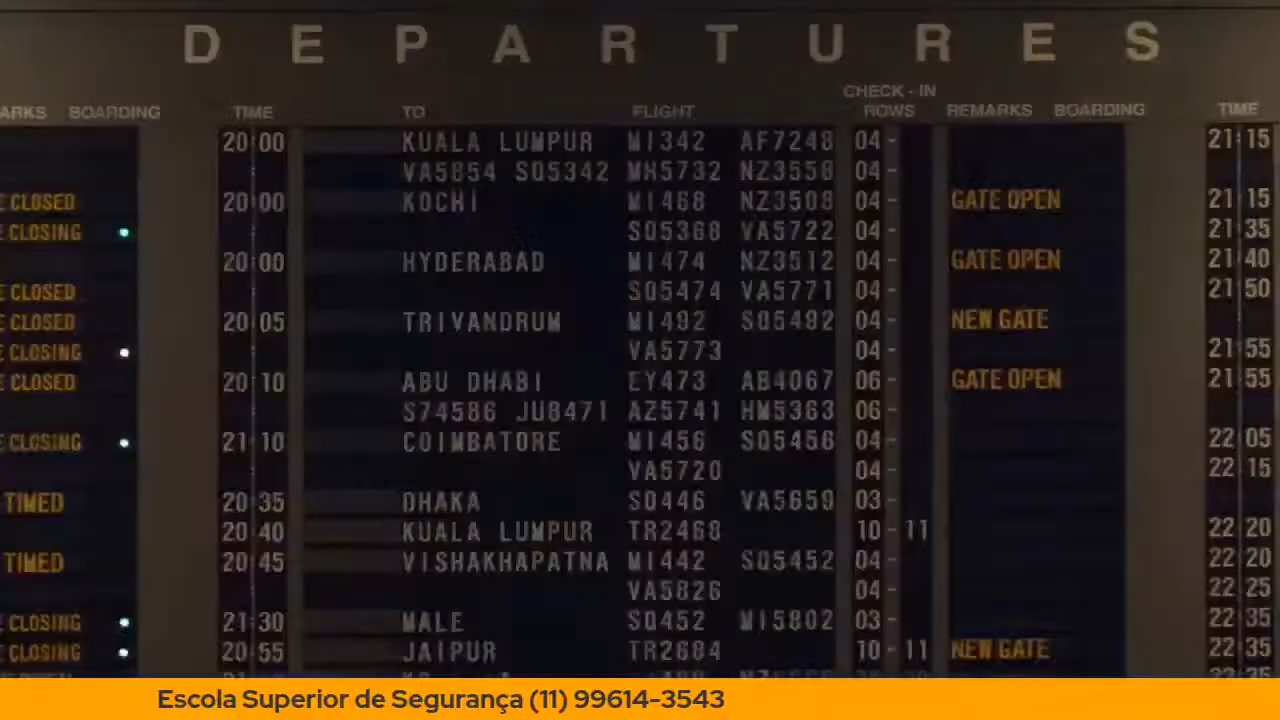 DEPARTURES
ARKS BOARDING TIME TO FLIGHT CHECK - IN ROWS REMARKS BOARDING TIME
20:00 KUALA LUMPUR MI342 AF7248 04- 21:15
VA5854 SQ5342 MH5732 NZ3558 04-
E CLOSED 20:00 KOCHI MI468 NZ3508 04- GATE OPEN 21:15
E CLOSING SQ5368 VA5722 04- 21:35
20:00 HYDERABAD MI474 NZ3512 04- GATE OPEN 21:40
E CLOSED SQ5474 VA5771 04- 21:50
E CLOSED 20:05 TRIVANDRUM MI492 SQ5492 04- NEW GATE
E CLOSING VA5773 04- 21:55
E CLOSED 20:10 ABU DHABI EY473 AB4067 06- GATE OPEN 21:55
S74586 JU8471 AZ5741 HM5363 06-
E CLOSING 21:10 COIMBATORE MI456 SQ5456 04- 22:05
VA5720 04- 22:15
TIMED 20:35 DHAKA SQ446 VA5659 03-
20:40 KUALA LUMPUR TR2468 10-11 22:20
TIMED 20:45 VISHAKHAPATNA MI442 SQ5452 04- 22:20
VA5826 04- 22:25
E CLOSING 21:30 MALE SQ452 MI5802 03- 22:35
E CLOSING 20:55 JAIPUR TR2684 10-11 NEW GATE 22:35
Escola Superior de Segurança (11) 99614-3543